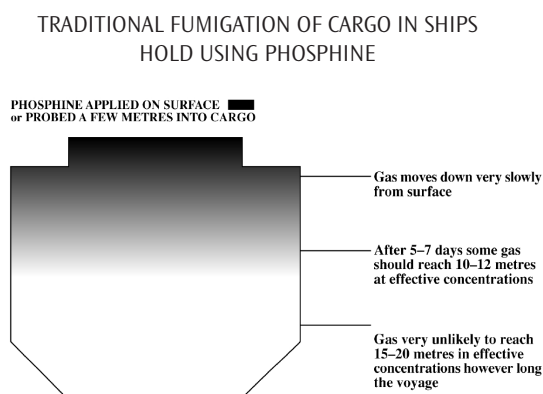 TRADITIONAL FUMIGATION OF CARGO IN SHIPS
HOLD USING PHOSPHINE
PHOSPHINE APPLIED ON SURFACE
or PROBED A FEW METRES INTO CARGO
Gas moves down very slowly
from surface
After 5–7 days some gas
should reach 10–12 metres
at effective concentrations
Gas very unlikely to reach
15–20 metres in effective
concentrations however long
the voyage